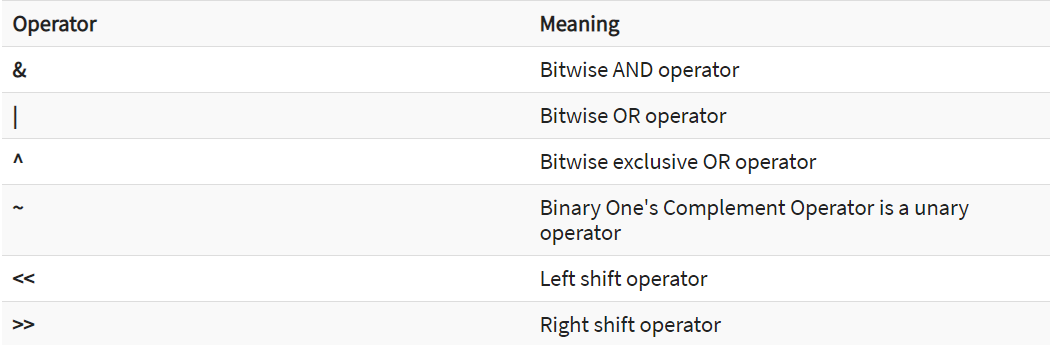 Operator Meaning
& Bitwise AND operator
| Bitwise OR operator
^ Bitwise exclusive OR operator
~ Binary One's Complement Operator is a unary
operator
<< Left shift operator
>> Right shift operator